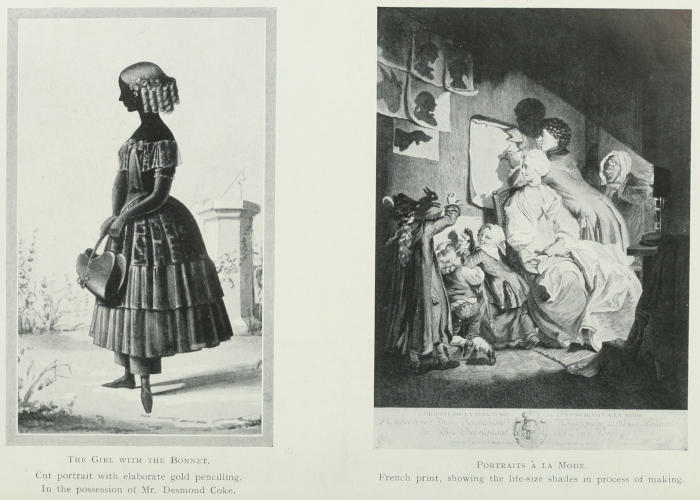 THE GIRL WITH THE BONNET.
Cut portrait with elaborate gold pencilling.
In the possession of Mr. Desmond Coke.
PORTRAITS À LA MODE.
French print, showing the life-size shades in process of making.